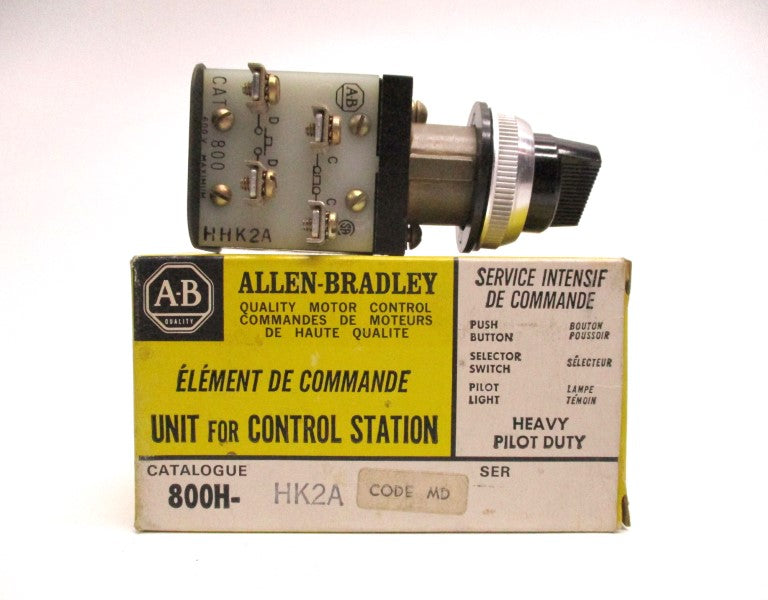 CAT 800
600 V MAXIMUM
D
D
C
C
A-B
HHK2A
A-B
QUALITY
ALLEN-BRADLEY
QUALITY MOTOR CONTROL
COMMANDES DE MOTEURS
DE HAUTE QUALITE
ÉLÉMENT DE COMMANDE
UNIT FOR CONTROL STATION
SERVICE INTENSIF
DE COMMANDE
PUSH BUTTON
BOUTON POUSSOIR
SELECTOR SWITCH
SÉLECTEUR
PILOT LIGHT
LAMPE TÉMOIN
HEAVY
PILOT DUTY
CATALOGUE
SER
800H- HK2A CODE MD